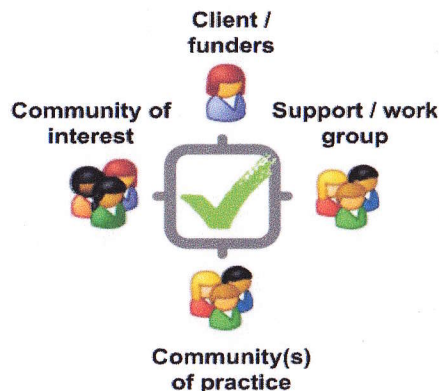 Client /
funders
Community of
interest
Support / work
group
Community(s)
of practice